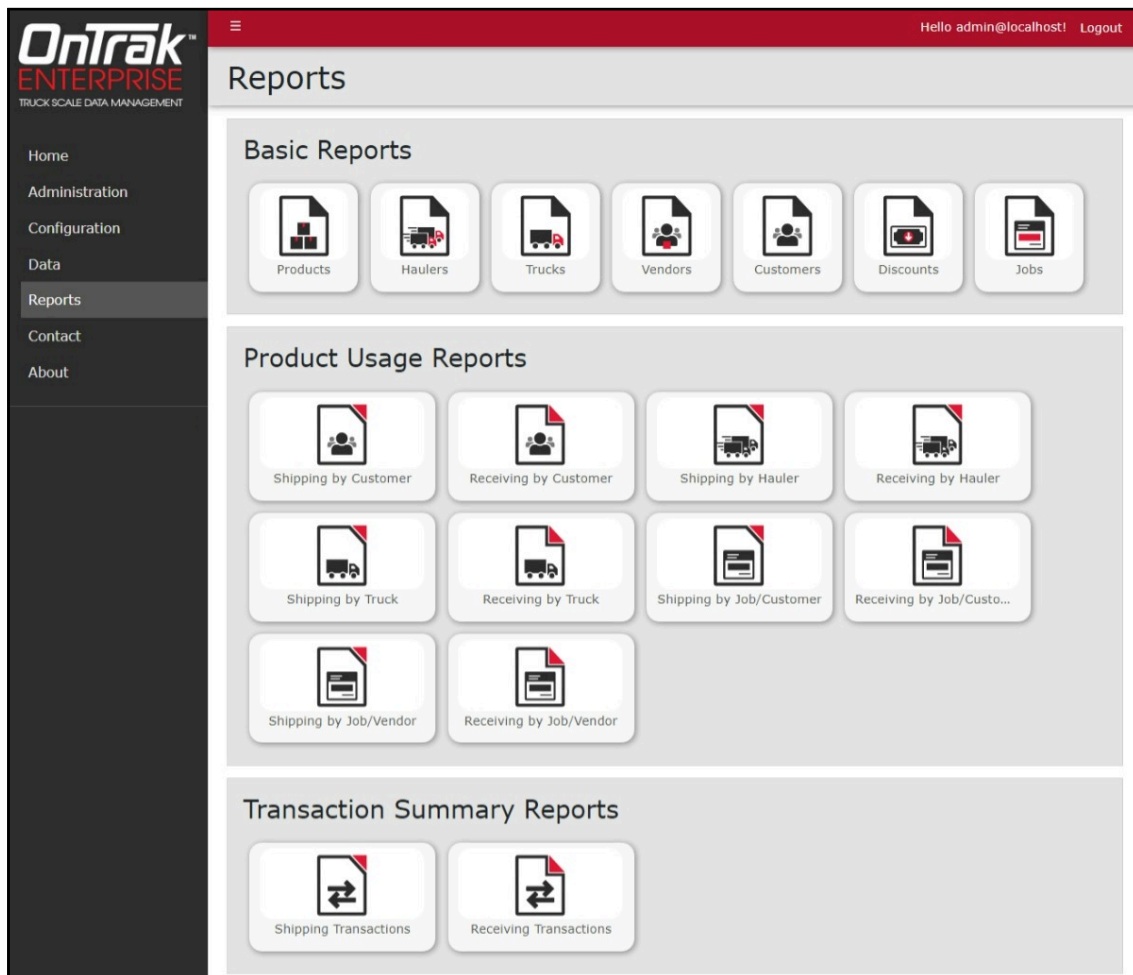 OnTrak™
ENTERPRISE
TRUCK SCALE DATA MANAGEMENT
☰ Hello admin@localhost! Logout
Home
Administration
Configuration
Data
Reports
Contact
About
Reports
Basic Reports
Products Haulers Trucks Vendors Customers Discounts Jobs
Product Usage Reports
Shipping by Customer Receiving by Customer Shipping by Hauler Receiving by Hauler
Shipping by Truck Receiving by Truck Shipping by Job/Customer Receiving by Job/Custo...
Shipping by Job/Vendor Receiving by Job/Vendor
Transaction Summary Reports
Shipping Transactions Receiving Transactions